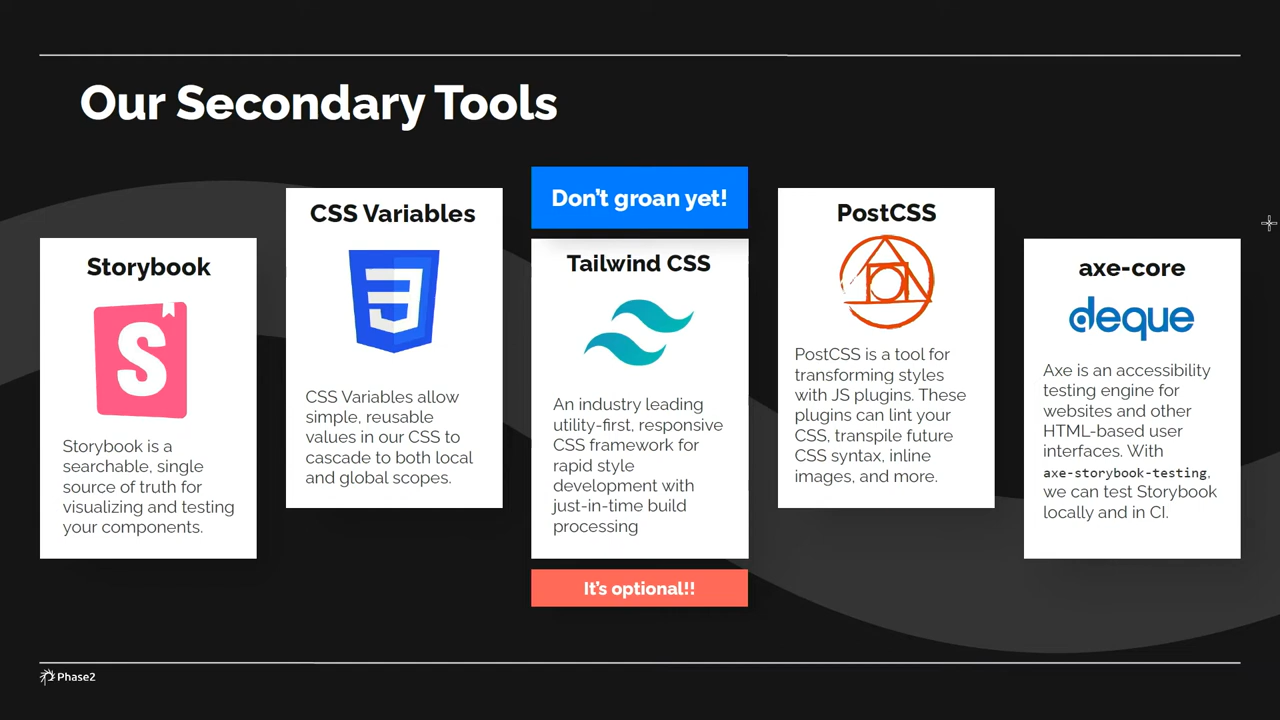 Our Secondary Tools
Storybook
Storybook is a
searchable, single
source of truth for
visualizing and testing
your components.
CSS Variables
CSS Variables allow
simple, reusable
values in our CSS to
cascade to both local
and global scopes.
Don't groan yet!
Tailwind CSS
An industry leading
utility-first, responsive
CSS framework for
rapid style
development with
just-in-time build
processing
It's optional!!
PostCSS
PostCSS is a tool for
transforming styles
with JS plugins. These
plugins can lint your
CSS, transpile future
CSS syntax, inline
images, and more.
axe-core
deque
Axe is an accessibility
testing engine for
websites and other
HTML-based user
interfaces. With
axe-storybook-testing,
we can test Storybook
locally and in CI.
Phase2